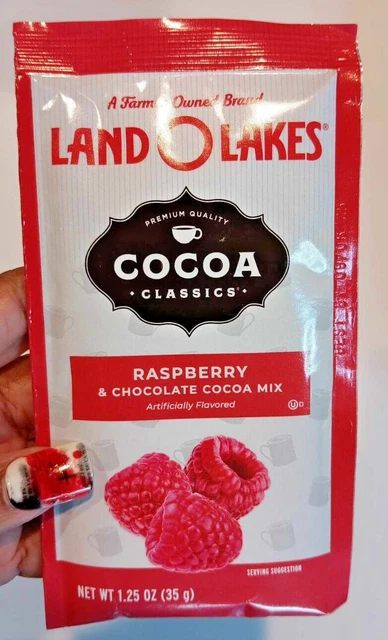 A Farmer Owned Brand
LAND O LAKES®
PREMIUM QUALITY
COCOA
• CLASSICS® •
RASPBERRY
& CHOCOLATE COCOA MIX
Artificially Flavored
U D
SERVING SUGGESTION
NET WT 1.25 OZ (35 g)